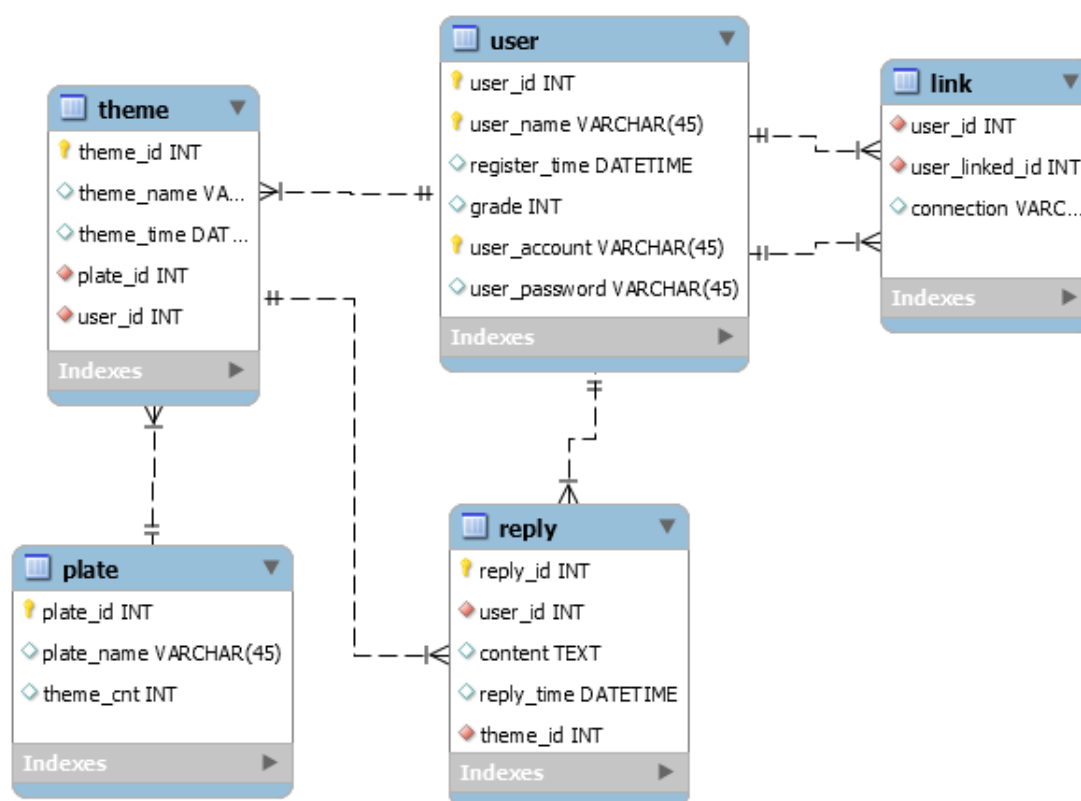 user
user_id INT
user_name VARCHAR(45)
register_time DATETIME
grade INT
user_account VARCHAR(45)
user_password VARCHAR(45)
Indexes
theme
theme_id INT
theme_name VA...
theme_time DAT...
plate_id INT
user_id INT
Indexes
link
user_id INT
user_linked_id INT
connection VARC...
Indexes
plate
plate_id INT
plate_name VARCHAR(45)
theme_cnt INT
Indexes
reply
reply_id INT
user_id INT
content TEXT
reply_time DATETIME
theme_id INT
Indexes